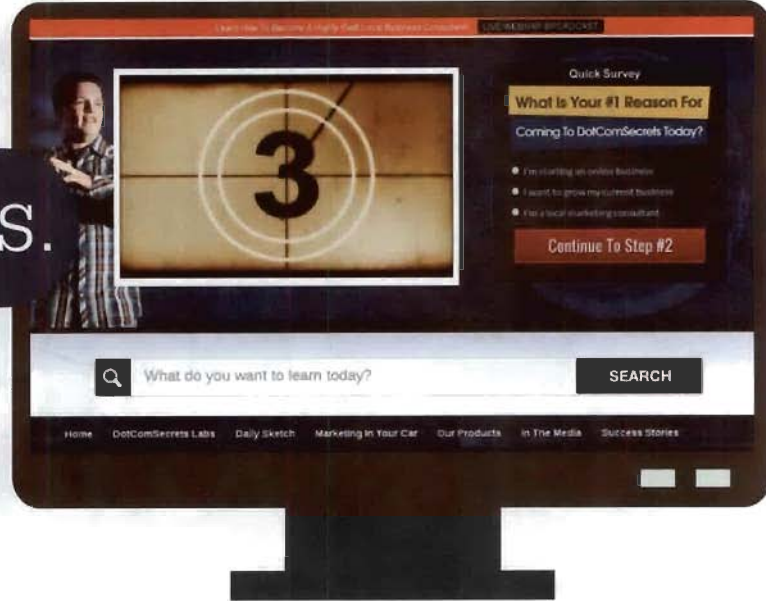 Learn How To Become A Highly Paid Local Business Consultant LIVE WEBINAR BROADCAST
3
Quick Survey
What Is Your #1 Reason For
Coming To DotComSecrets Today?
I'm starting an online business
I want to grow my current business
I'm a local marketing consultant
Continue To Step #2
S.
What do you want to learn today?
SEARCH
Home DotComSecrets Labs Daily Sketch Marketing In Your Car Our Products In The Media Success Stories